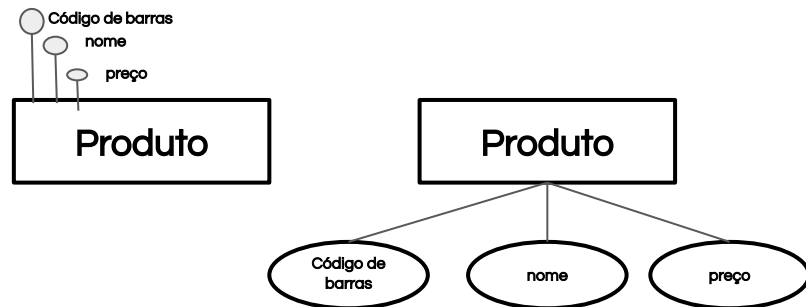 Código de barras
nome
preço
Produto
Produto
Código de
barras
nome
preço